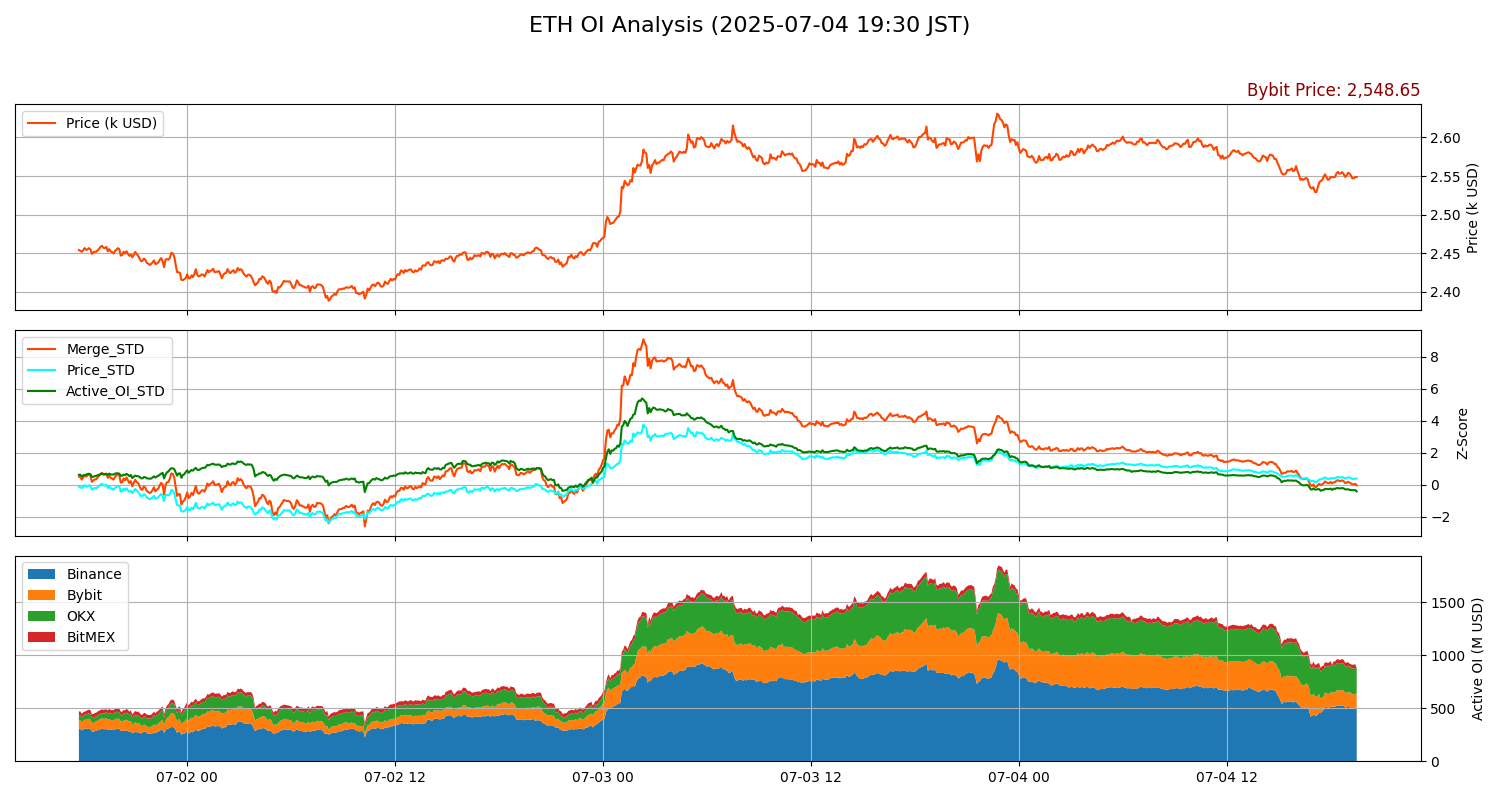 ETH OI Analysis (2025-07-04 19:30 JST)
Bybit Price: 2,548.65
Price (k USD)
2.60
2.55
2.50
2.45
2.40
Price (k USD)
Merge_STD
Price_STD
Active_OI_STD
8
6
4
2
0
−2
Z-Score
Binance
Bybit
OKX
BitMEX
1500
1000
500
0
Active OI (M USD)
07-02 00
07-02 12
07-03 00
07-03 12
07-04 00
07-04 12